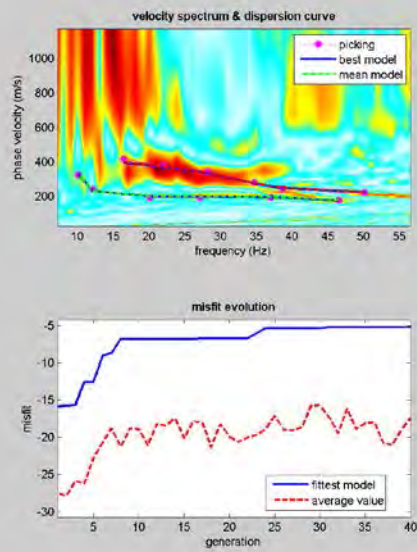 velocity spectrum & dispersion curve
phase velocity (m/s)
1000
800
600
400
200
picking
best model
mean model
10 15 20 25 30 35 40 45 50 55
frequency (Hz)
misfit evolution
misfit
-5
-10
-15
-20
-25
-30
fittest model
average value
5 10 15 20 25 30 35 40
generation